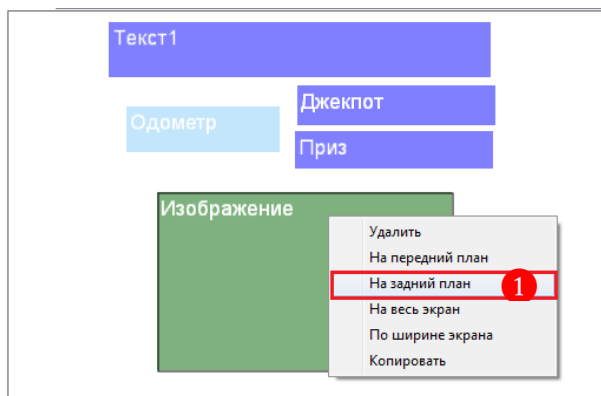 Текст1
Джекпот
Одометр
Приз
Изображение
Удалить
На передний план
На задний план
1
На весь экран
По ширине экрана
Копировать